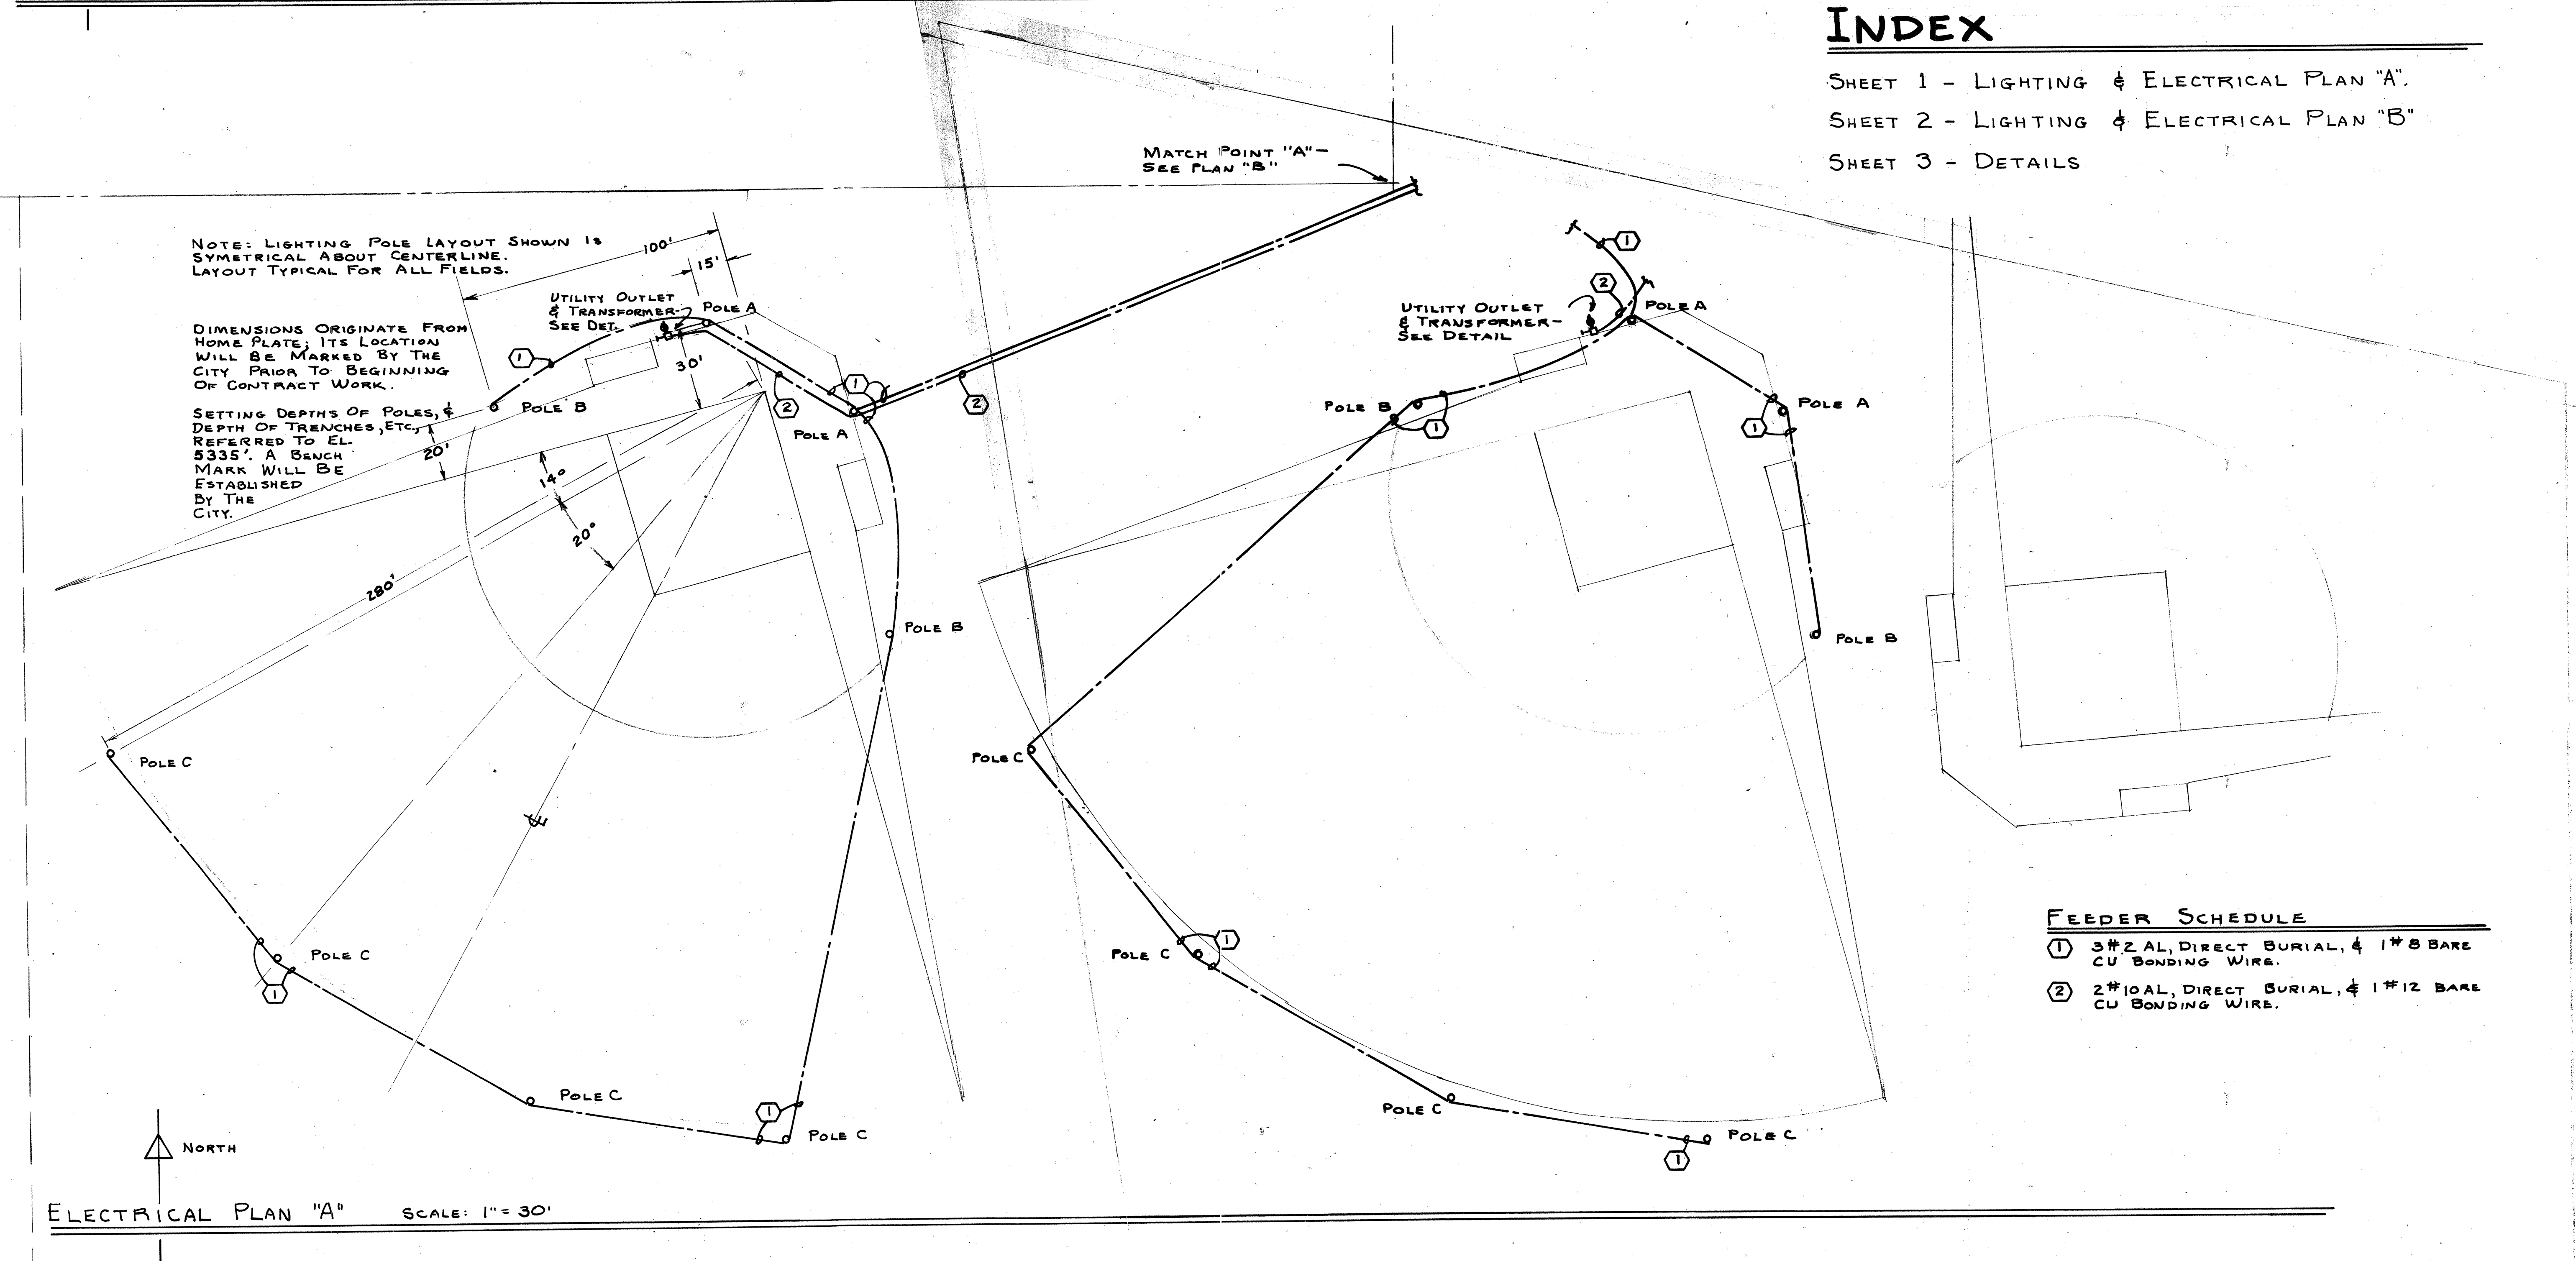 INDEX
SHEET 1 - LIGHTING & ELECTRICAL PLAN "A".
SHEET 2 - LIGHTING & ELECTRICAL PLAN "B"
SHEET 3 - DETAILS
MATCH POINT "A"-
SEE PLAN "B"
NOTE: LIGHTING POLE LAYOUT SHOWN IS
SYMETRICAL ABOUT CENTERLINE.
LAYOUT TYPICAL FOR ALL FIELDS.
DIMENSIONS ORIGINATE FROM
HOME PLATE; ITS LOCATION
WILL BE MARKED BY THE
CITY PRIOR TO BEGINNING
OF CONTRACT WORK.
SETTING DEPTHS OF POLES, &
DEPTH OF TRENCHES, ETC.,
REFERRED TO EL.
5335'. A BENCH
MARK WILL BE
ESTABLISHED
BY THE
CITY.
100'
15'
UTILITY OUTLET
& TRANSFORMER-
SEE DET.
POLE A
1
30'
POLE B
2
1
POLE A
2
20'
14°
20°
280'
POLE B
POLE C
℄
POLE C
1
POLE C
1
POLE C
1
2
UTILITY OUTLET
& TRANSFORMER-
SEE DETAIL
POLE A
POLE B
1
POLE A
1
POLE B
POLE C
POLE C
1
POLE C
POLE C
1
FEEDER SCHEDULE
1 3#2 AL, DIRECT BURIAL, & 1#8 BARE
CU BONDING WIRE.
2 2#10 AL, DIRECT BURIAL, & 1#12 BARE
CU BONDING WIRE.
NORTH
ELECTRICAL PLAN "A" SCALE: 1" = 30'